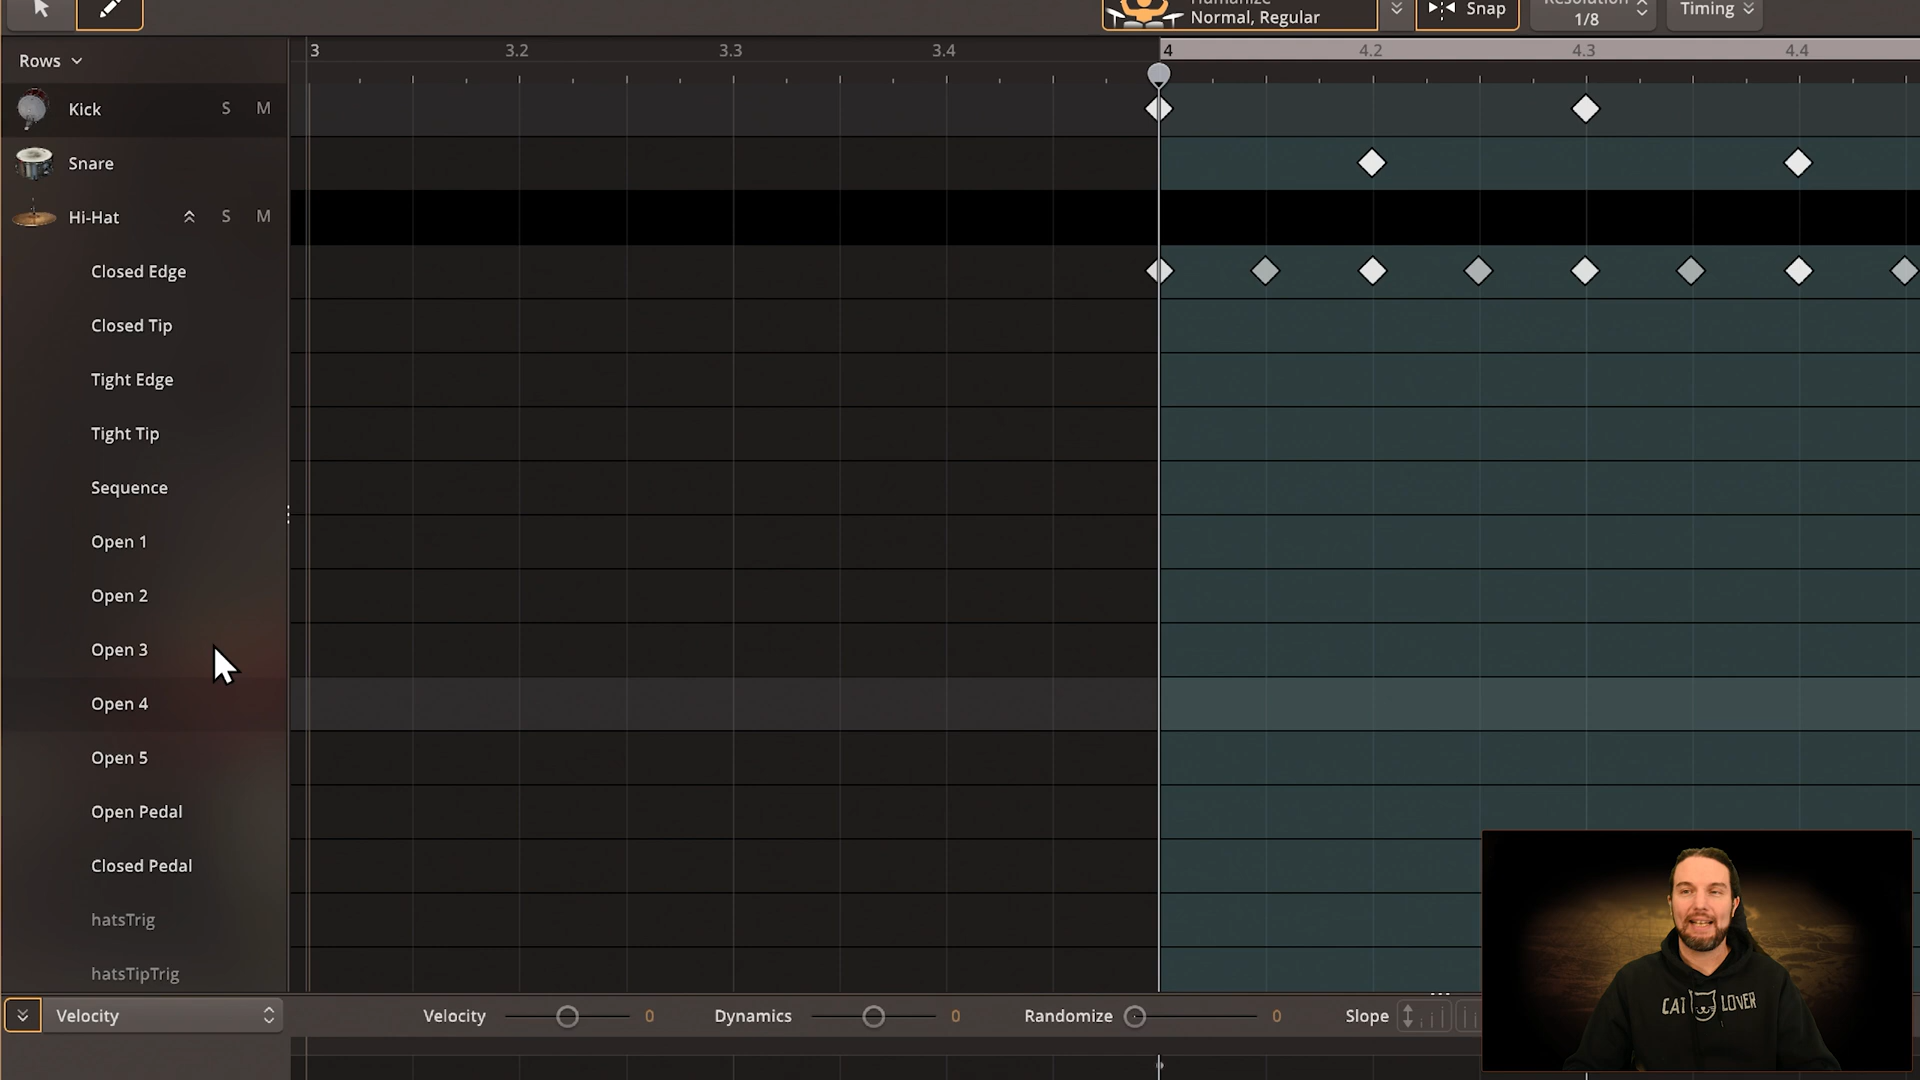 Humanize
Normal, Regular
Snap
Resolution
1/8
Timing
Rows
3
3.2
3.3
3.4
4
4.2
4.3
4.4
Kick
S
M
Snare
Hi-Hat
S
M
Closed Edge
Closed Tip
Tight Edge
Tight Tip
Sequence
Open 1
Open 2
Open 3
Open 4
Open 5
Open Pedal
Closed Pedal
hatsTrig
hatsTipTrig
Velocity
Velocity
0
Dynamics
0
Randomize
0
Slope
CAT LOVER